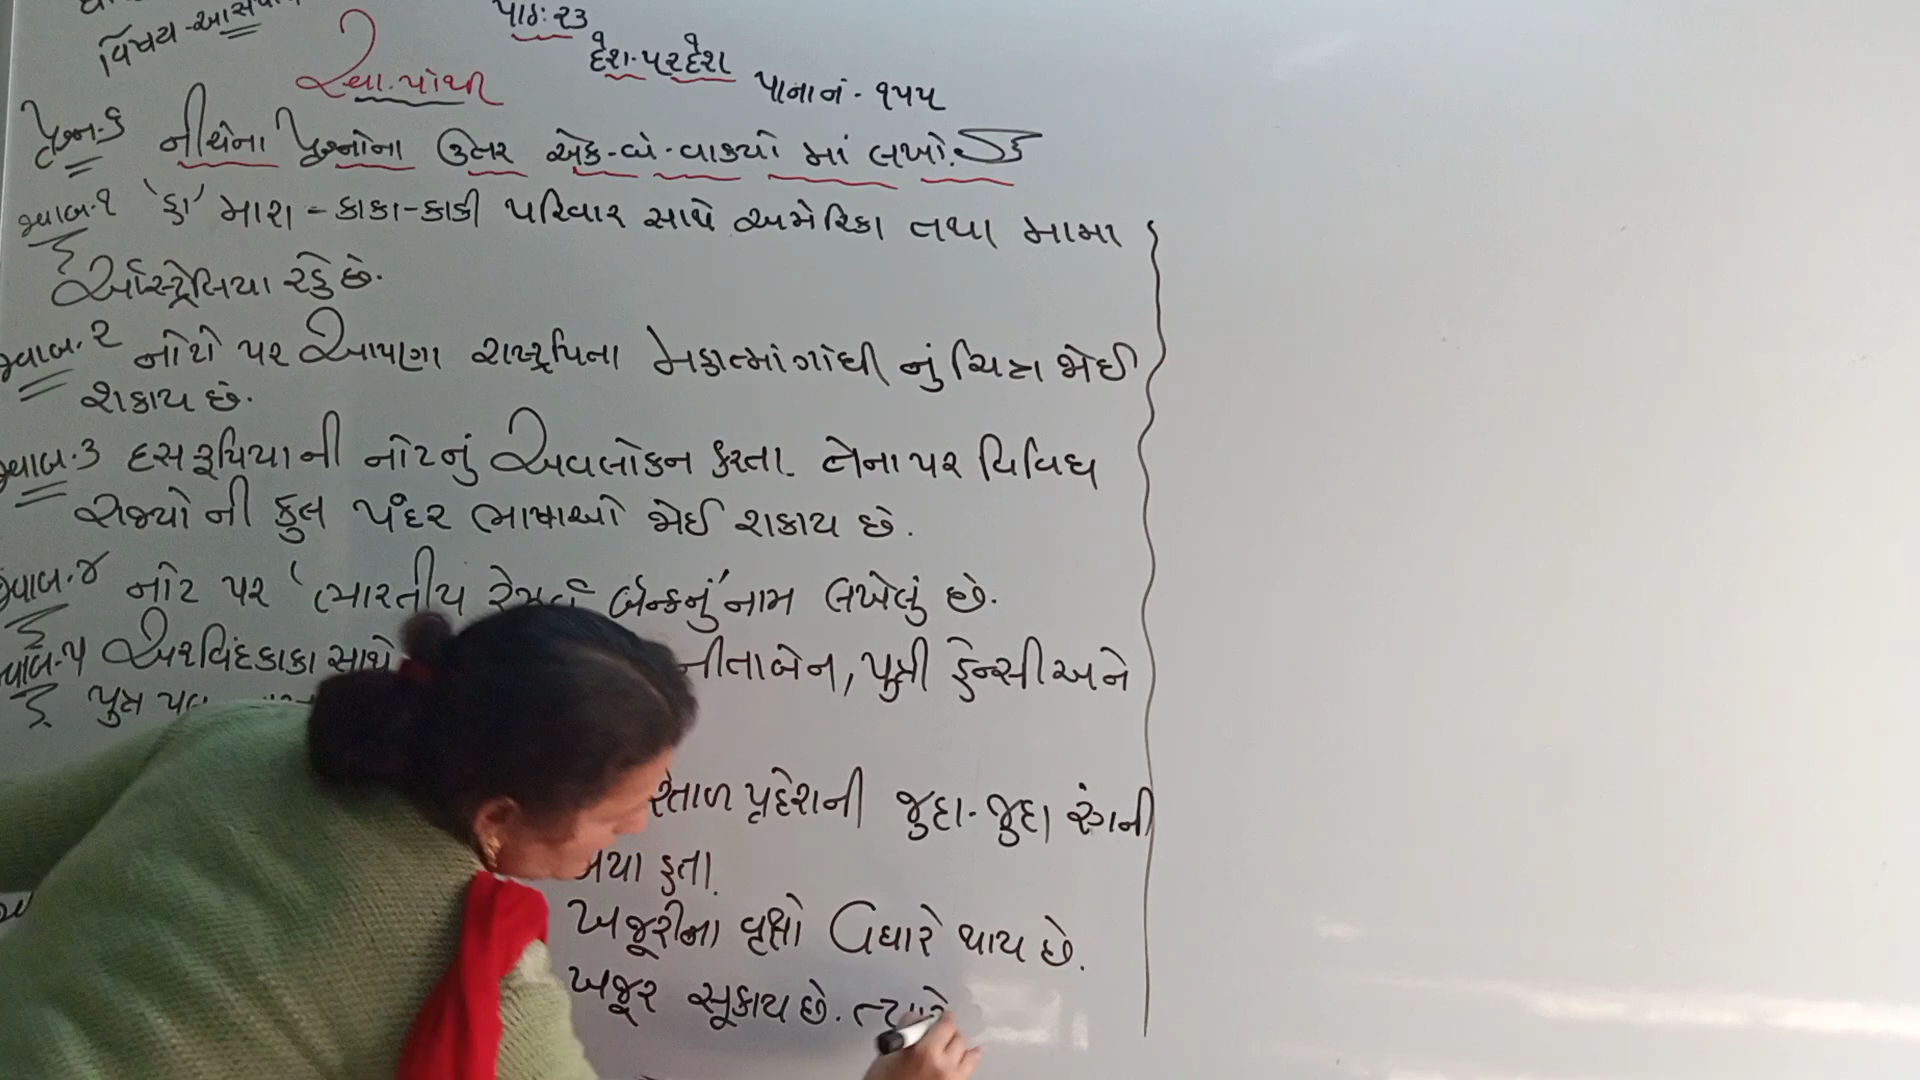 વિષય-આસપાસ
પાઠ: ૨૩
દેશ-પરદેશ
સ્વા.પોથી
પાના નં - ૧૫૫
પ્રશ્ન-૬ નીચેના પ્રશ્નોના ઉત્તર એક-બે-વાક્યો માં લખો.
જવાબ.૧ 'હા' મારા - કાકા-કાકી પરિવાર સાથે અમેરિકા તથા મામા
ઑસ્ટ્રેલિયા રહે છે.
જવાબ.૨ નોટો પર આપણા રાષ્ટ્રપિતા મહાત્માંગાંધી નું ચિત્ર જોઈ
શકાય છે.
જવાબ.૩ દસ રૂપિયા ની નોટનું અવલોકન કરતા તેના પર વિવિધ
રાજ્યો ની કુલ પંદર ભાષાઓ જોઈ શકાય છે.
જવાબ.૪ નોટ પર 'ભારતીય રેઝર્વ બેન્કનું' નામ લખેલું છે.
જવાબ-૫ અરવિંદકાકા સાથે નીતાબેન, પુત્રી ફેન્સી અને
પુત્ર
પ્રદેશની જુદા-જુદા રંગની
હતા.
ખજૂરીના વૃક્ષો વધારે થાય છે.
ખજૂર સૂકાય છે. ત્યારે